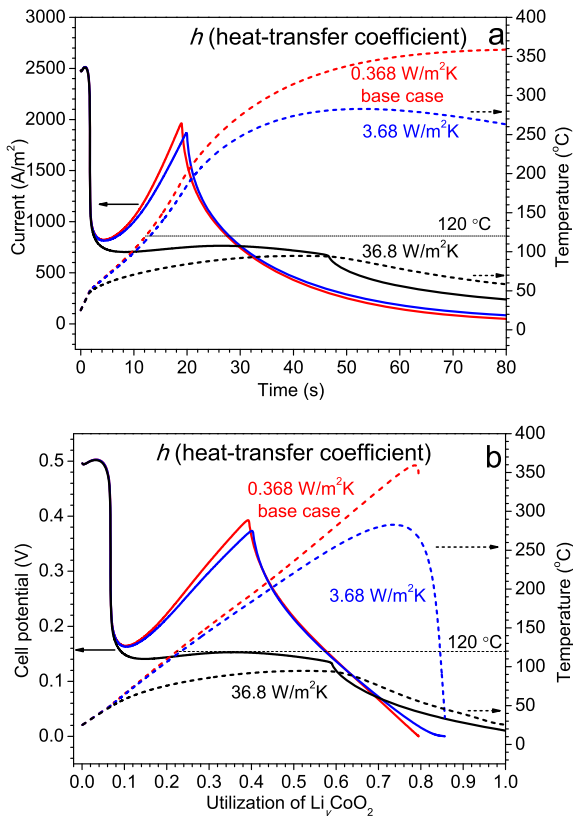 a
h (heat-transfer coefficient)
0.368 W/m²K
base case
3.68 W/m²K
120 °C
36.8 W/m²K
3000
2500
2000
1500
1000
500
0
Current (A/m²)
400
350
300
250
200
150
100
50
0
Temperature (°C)
0 10 20 30 40 50 60 70 80
Time (s)
b
h (heat-transfer coefficient)
0.368 W/m²K
base case
3.68 W/m²K
120 °C
36.8 W/m²K
0.5
0.4
0.3
0.2
0.1
0.0
Cell potential (V)
400
350
300
250
200
150
100
50
0
Temperature (°C)
0.0 0.1 0.2 0.3 0.4 0.5 0.6 0.7 0.8 0.9 1.0
Utilization of LiyCoO₂